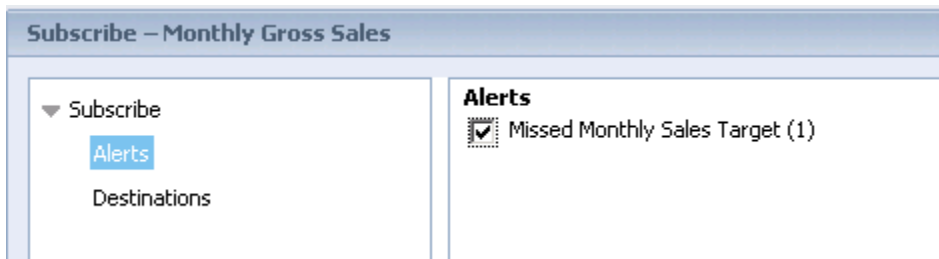 Subscribe – Monthly Gross Sales
Subscribe
Alerts
Destinations
Alerts
Missed Monthly Sales Target (1)